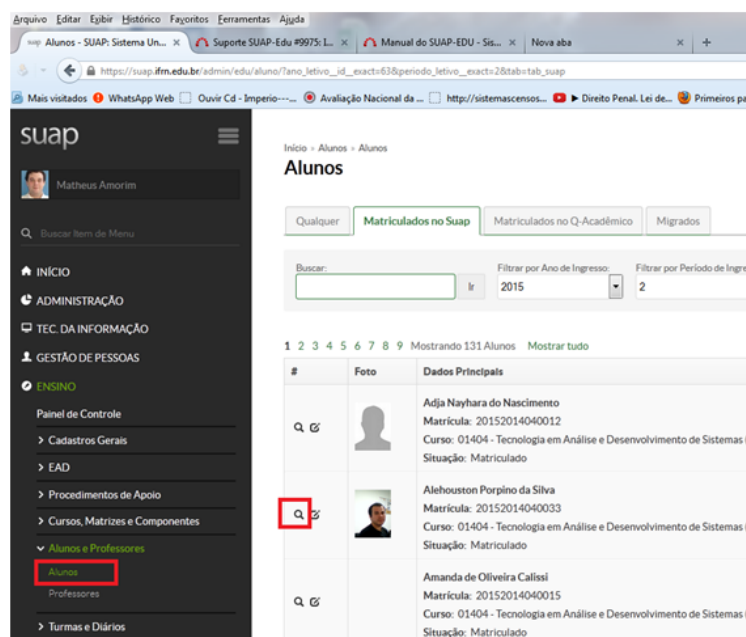 Arquivo Editar Exibir Histórico Favoritos Ferramentas Ajuda
Alunos - SUAP: Sistema Un... × Suporte SUAP-Edu #9975: I... × Manual do SUAP-EDU - Sis... × Nova aba × +
https://suap.ifrn.edu.br/admin/edu/aluno/?ano_letivo__id__exact=63&periodo_letivo__exact=2&tab=tab_suap
Mais visitados WhatsApp Web Ouvir Cd - Imperio---... Avaliação Nacional da ... http://sistemascensos... ► Direito Penal. Lei de... Primeiros pa
suap
Matheus Amorim
Buscar Item de Menu
INÍCIO
ADMINISTRAÇÃO
TEC. DA INFORMAÇÃO
GESTÃO DE PESSOAS
ENSINO
Painel de Controle
> Cadastros Gerais
> EAD
> Procedimentos de Apoio
> Cursos, Matrizes e Componentes
Alunos e Professores
Alunos
Professores
> Turmas e Diários
Início » Alunos » Alunos
Alunos
Qualquer Matriculados no Suap Matriculados no Q-Acadêmico Migrados
Buscar: Filtrar por Ano de Ingresso: Filtrar por Período de Ingre
Ir 2015 2
1 2 3 4 5 6 7 8 9 Mostrando 131 Alunos Mostrar tudo
# Foto Dados Principais
Adja Nayhara do Nascimento
Matrícula: 20152014040012
Curso: 01404 - Tecnologia em Análise e Desenvolvimento de Sistemas
Situação: Matriculado
Alehouston Porpino da Silva
Matrícula: 20152014040033
Curso: 01404 - Tecnologia em Análise e Desenvolvimento de Sistemas
Situação: Matriculado
Amanda de Oliveira Calissi
Matrícula: 20152014040015
Curso: 01404 - Tecnologia em Análise e Desenvolvimento de Sistemas
Situação: Matriculado